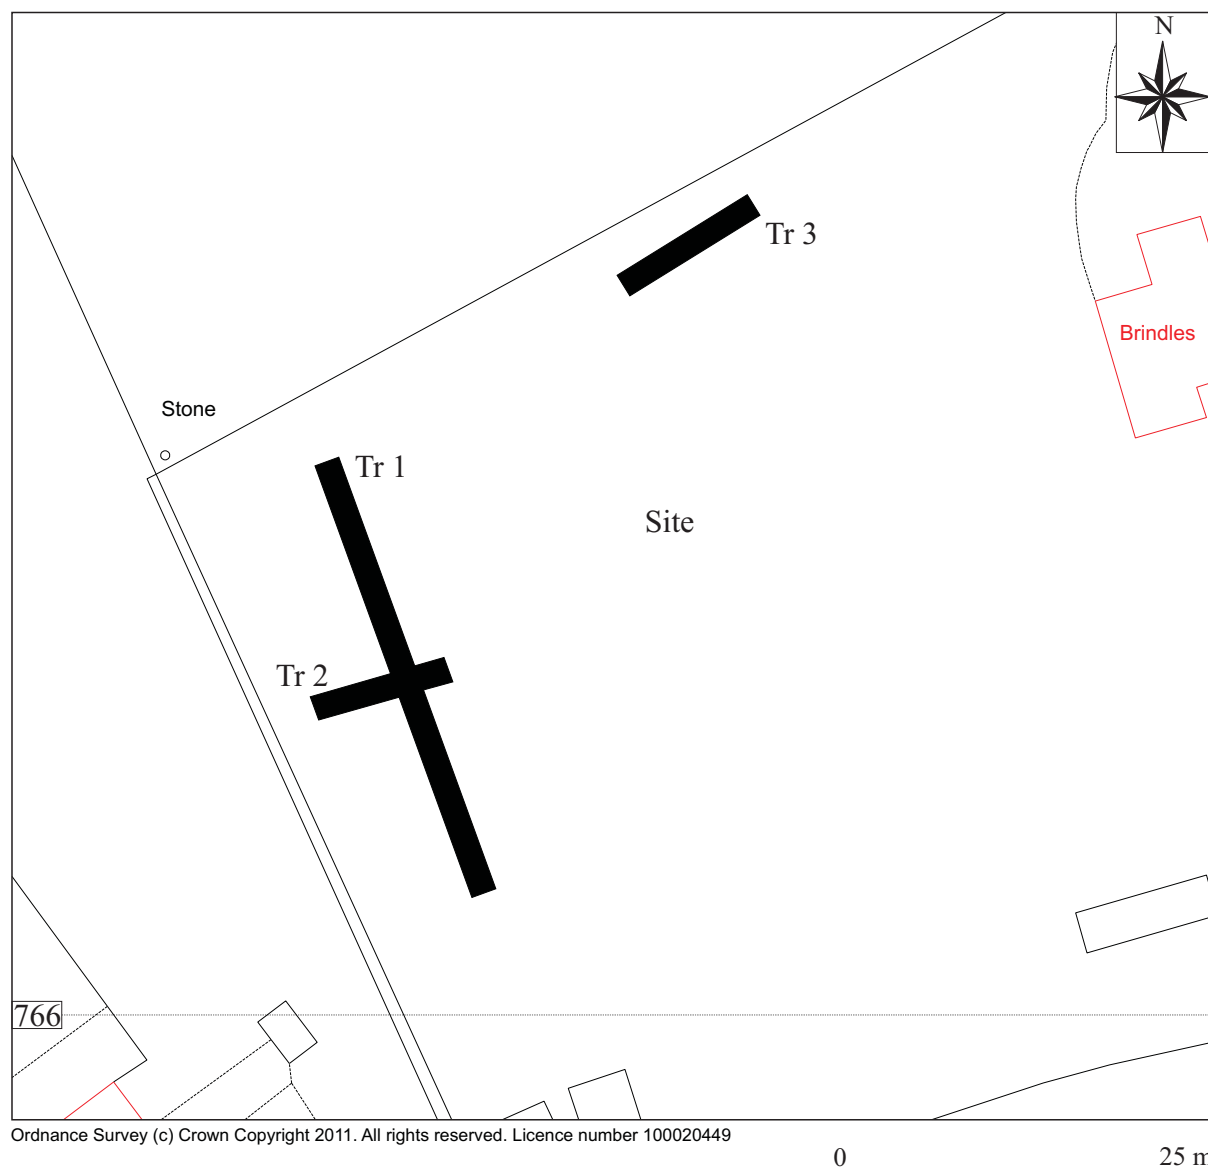 N
Tr 3
Brindles
Stone
Tr 1
Site
Tr 2
766
Ordnance Survey (c) Crown Copyright 2011. All rights reserved. Licence number 100020449
0
25 m